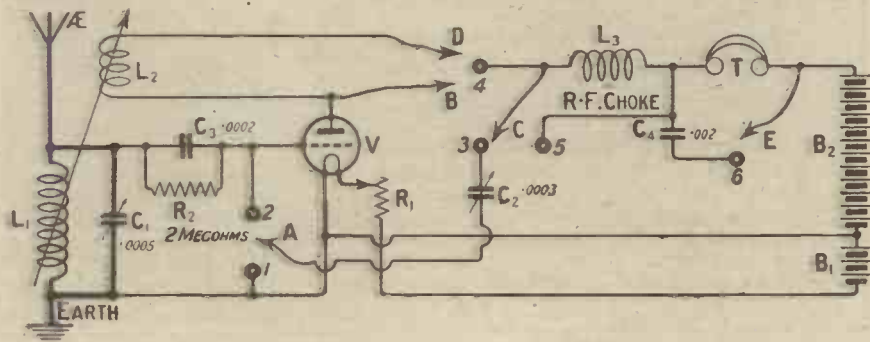 Æ
L₂
D
B
4
L₃
R.F. CHOKE
T
C₃ .0002
V
3
C
5
C₄ .002
E
6
B₂
L₁
R₂
2 MEGOHMS
C₁
.0005
2
A
1
R₁
C₂ .0003
B₁
EARTH